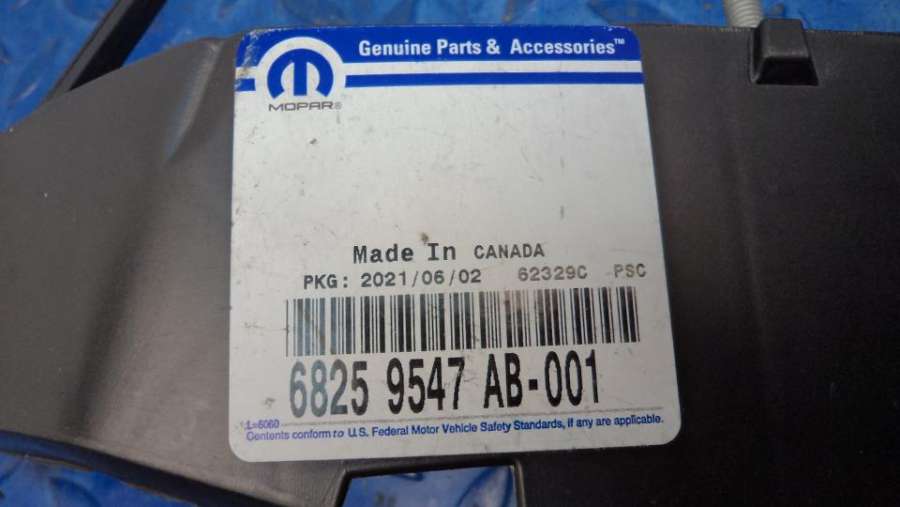 Genuine Parts & Accessories™
MOPAR®
Made In CANADA
PKG: 2021/06/02 62329C PSC
6825 9547 AB-001
L=6060
Contents conform to U.S. Federal Motor Vehicle Safety Standards, if any are applicable.